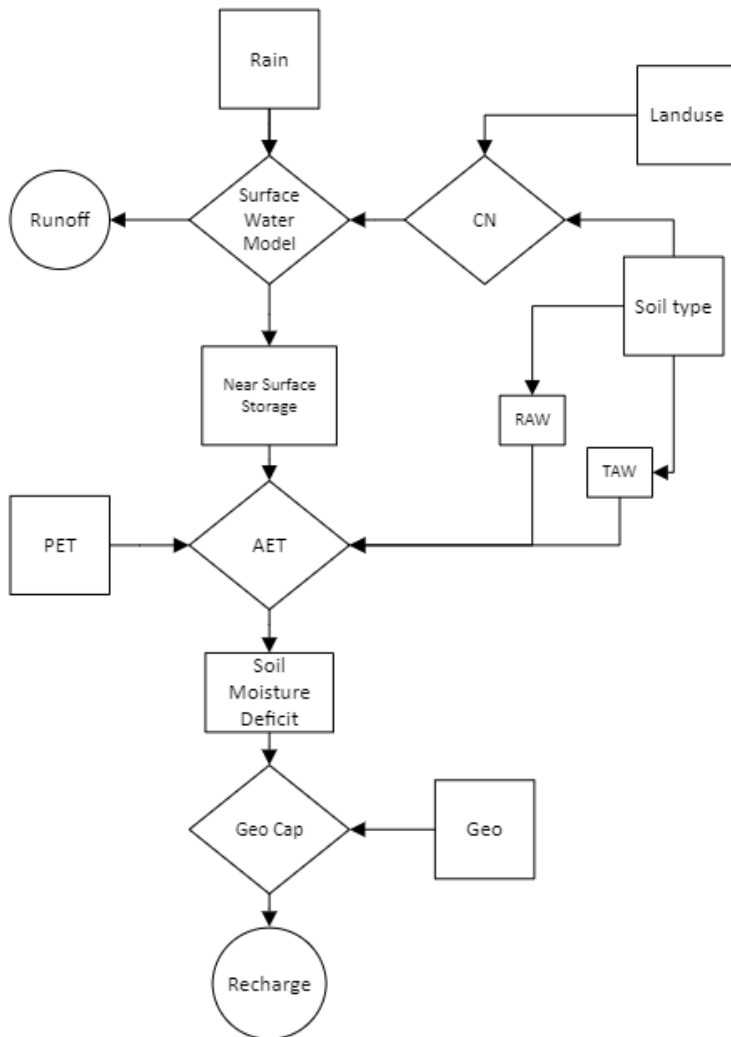 Rain
Landuse
Surface
Water
Model
Runoff
CN
Soil type
Near Surface
Storage
RAW
TAW
PET
AET
Soil
Moisture
Deficit
Geo Cap
Geo
Recharge